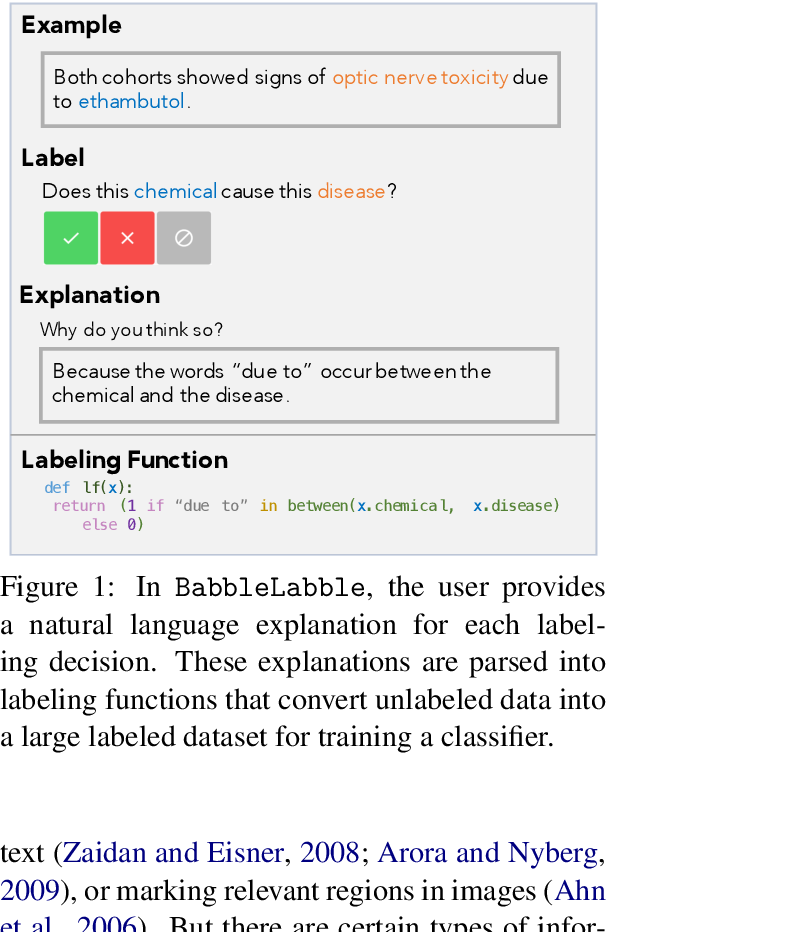 Example
Both cohorts showed signs of optic nerve toxicity due
to ethambutol.
Label
Does this chemical cause this disease?
Explanation
Why do you think so?
Because the words “due to” occur between the
chemical and the disease.
Labeling Function
def lf(x):
return (1 if “due to” in between(x.chemical, x.disease)
else 0)
Figure 1: In BabbleLabble, the user provides
a natural language explanation for each label-
ing decision. These explanations are parsed into
labeling functions that convert unlabeled data into
a large labeled dataset for training a classifier.
text (Zaidan and Eisner, 2008; Arora and Nyberg,
2009), or marking relevant regions in images (Ahn
et al., 2006). But there are certain types of infor-